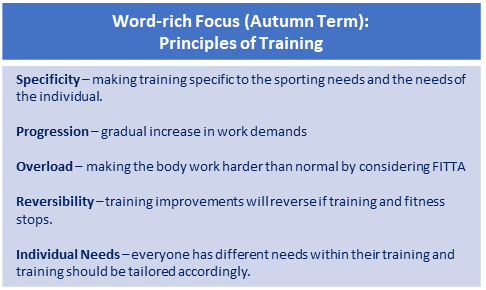 Word-rich Focus (Autumn Term):
Principles of Training
Specificity – making training specific to the sporting needs and the needs of
the individual.
Progression – gradual increase in work demands
Overload – making the body work harder than normal by considering FITTA
Reversibility – training improvements will reverse if training and fitness
stops.
Individual Needs – everyone has different needs within their training and
training should be tailored accordingly.